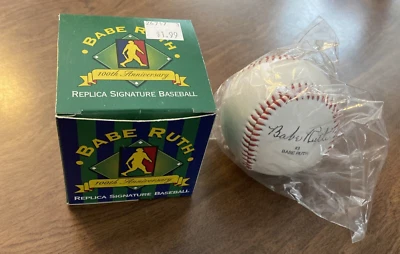 $1.99
BABE RUTH
100th Anniversary
REPLICA SIGNATURE BASEBALL
BABE RUTH
100th Anniversary
REPLICA SIGNATURE BASEBALL
Babe Ruth
BABE RUTH